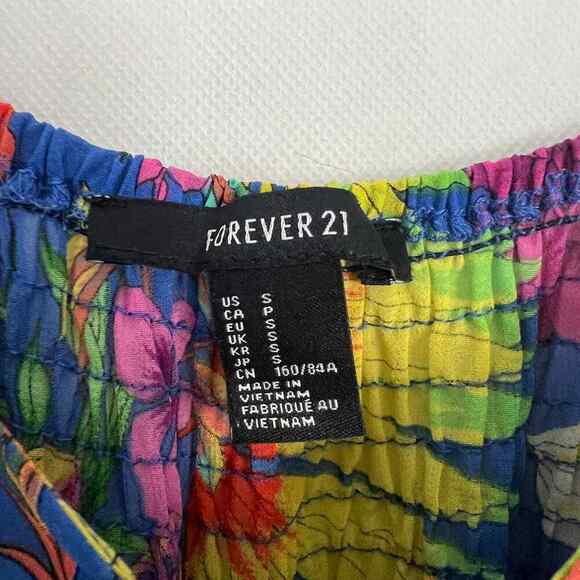 FOREVER 21
US S
CA P
EU S
UK S
KR S
JP S
CN 160/84A
MADE IN
VIETNAM
FABRIQUÉ AU
VIETNAM